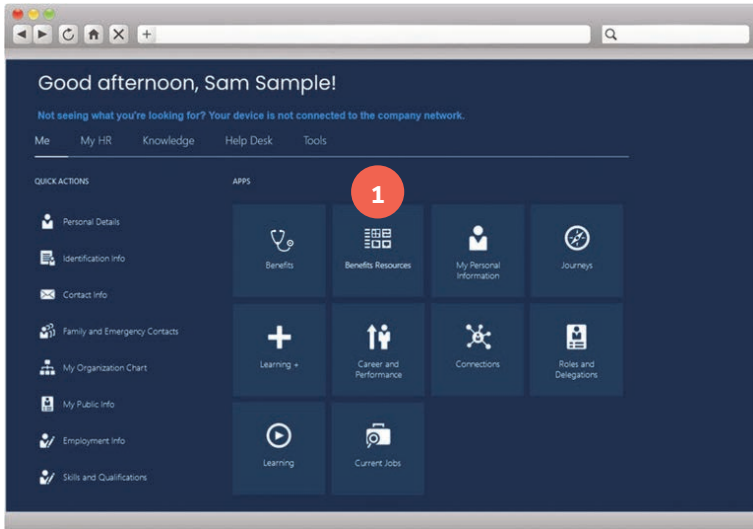 Good afternoon, Sam Sample!
Not seeing what you're looking for? Your device is not connected to the company network.
Me My HR Knowledge Help Desk Tools
QUICK ACTIONS
Personal Details
Identification Info
Contact Info
Family and Emergency Contacts
My Organization Chart
My Public Info
Employment Info
Skills and Qualifications
APPS
1
Benefits
Benefits Resources
My Personal
Information
Journeys
Learning +
Career and
Performance
Connections
Roles and
Delegations
Learning
Current Jobs